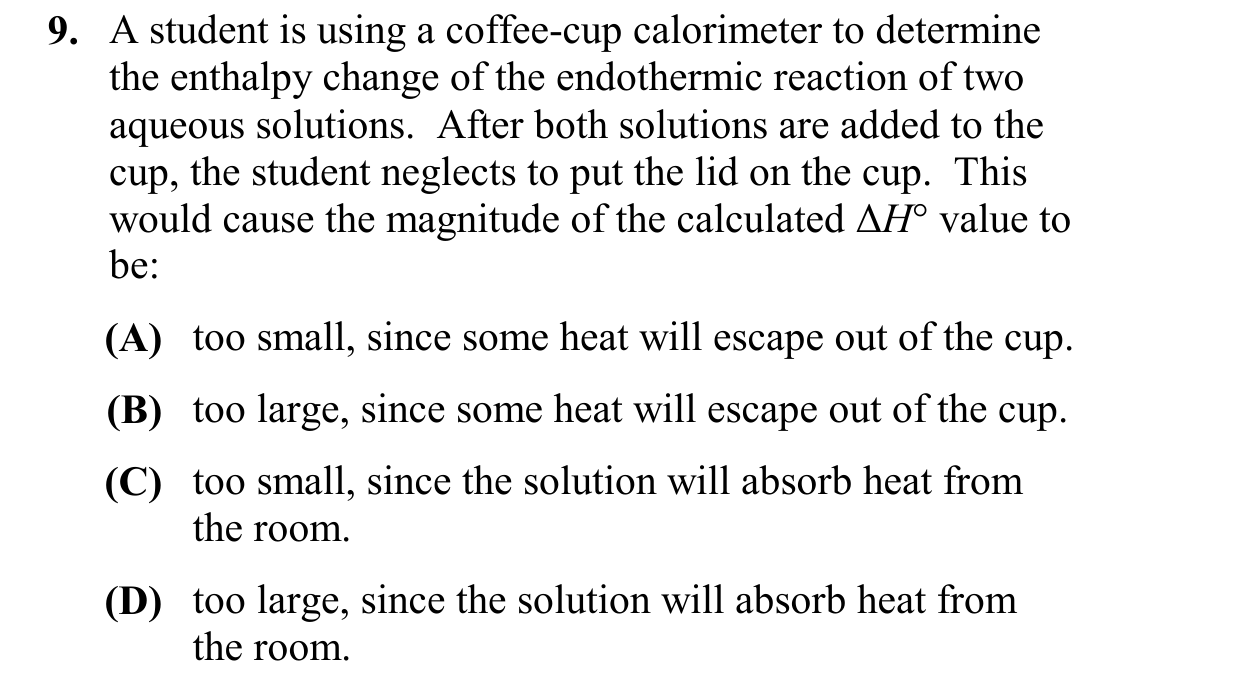 9. A student is using a coffee-cup calorimeter to determine
the enthalpy change of the endothermic reaction of two
aqueous solutions. After both solutions are added to the
cup, the student neglects to put the lid on the cup. This
would cause the magnitude of the calculated ΔH° value to
be:
(A) too small, since some heat will escape out of the cup.
(B) too large, since some heat will escape out of the cup.
(C) too small, since the solution will absorb heat from
the room.
(D) too large, since the solution will absorb heat from
the room.